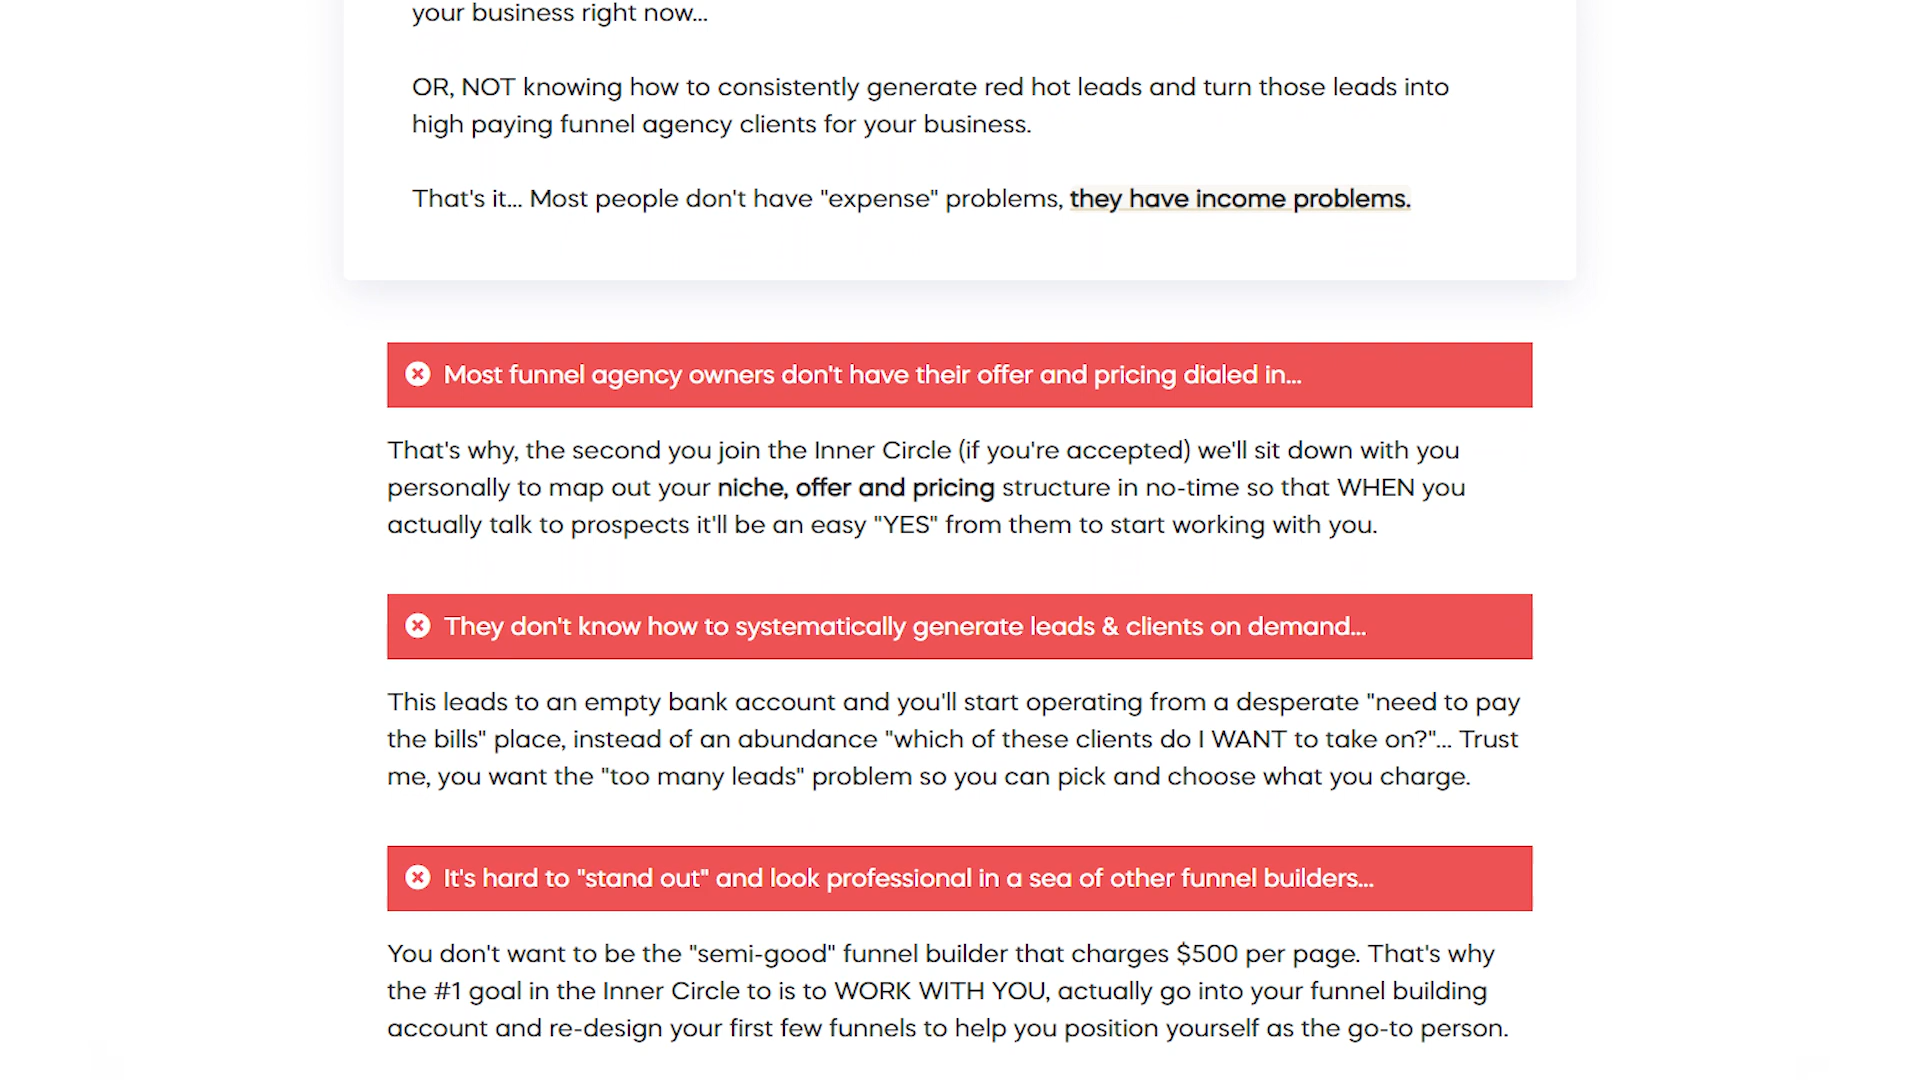 your business right now...
OR, NOT knowing how to consistently generate red hot leads and turn those leads into
high paying funnel agency clients for your business.
That's it... Most people don't have "expense" problems, they have income problems.
Most funnel agency owners don't have their offer and pricing dialed in...
That's why, the second you join the Inner Circle (if you're accepted) we'll sit down with you
personally to map out your niche, offer and pricing structure in no-time so that WHEN you
actually talk to prospects it'll be an easy "YES" from them to start working with you.
They don't know how to systematically generate leads & clients on demand...
This leads to an empty bank account and you'll start operating from a desperate "need to pay
the bills" place, instead of an abundance "which of these clients do I WANT to take on?"... Trust
me, you want the "too many leads" problem so you can pick and choose what you charge.
It's hard to "stand out" and look professional in a sea of other funnel builders...
You don't want to be the "semi-good" funnel builder that charges $500 per page. That's why
the #1 goal in the Inner Circle to is to WORK WITH YOU, actually go into your funnel building
account and re-design your first few funnels to help you position yourself as the go-to person.